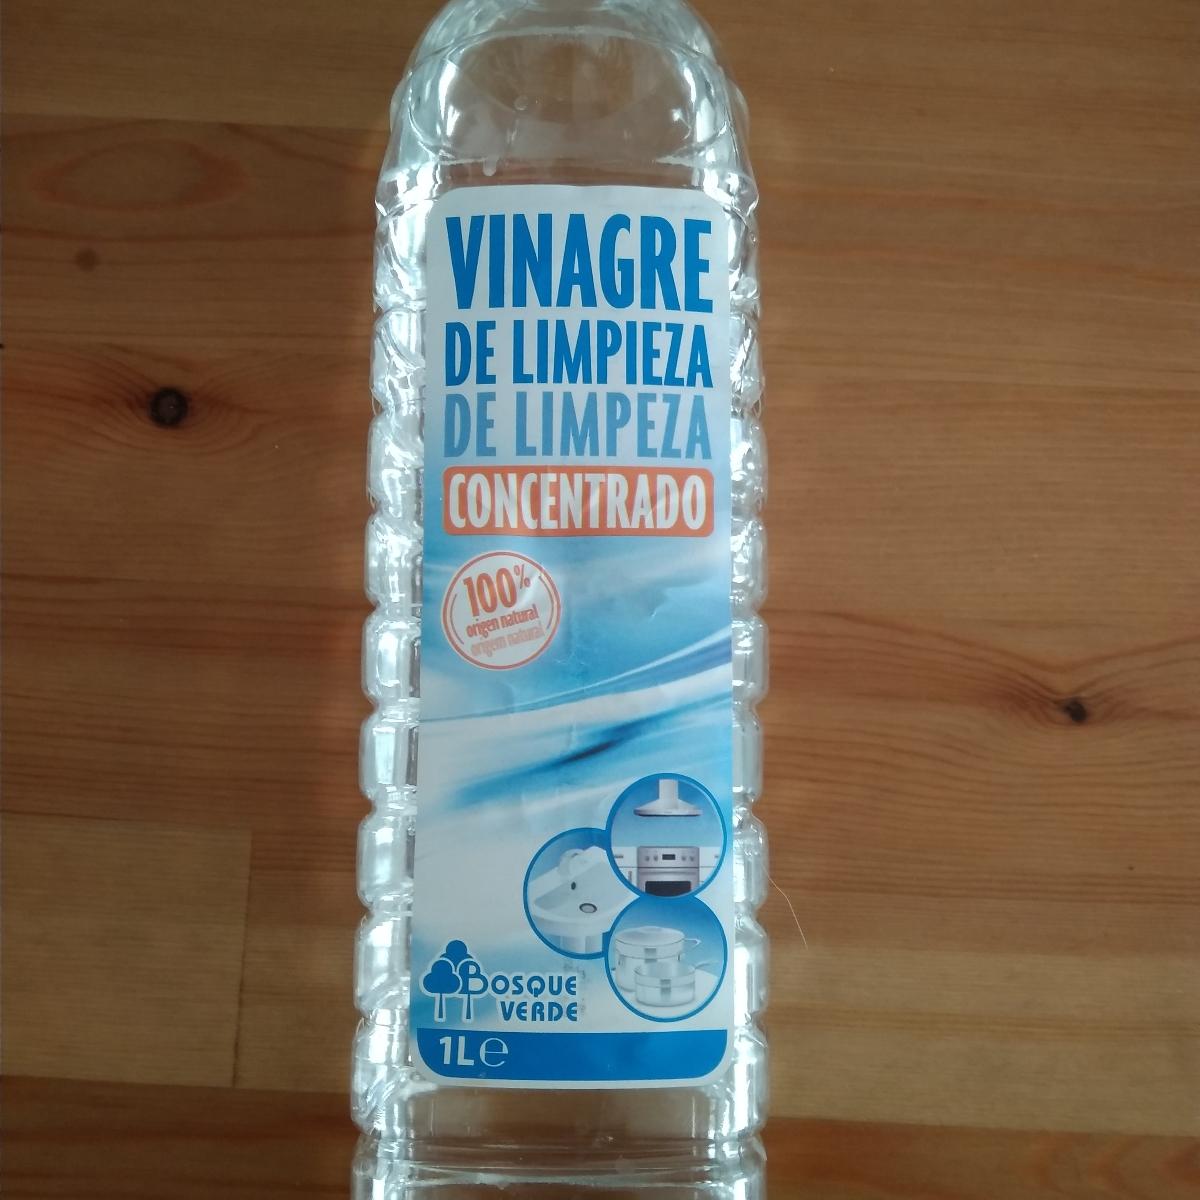 VINAGRE
DE LIMPIEZA
DE LIMPEZA
CONCENTRADO
100%
origen natural
origem natural
BOSQUE
VERDE
1L e